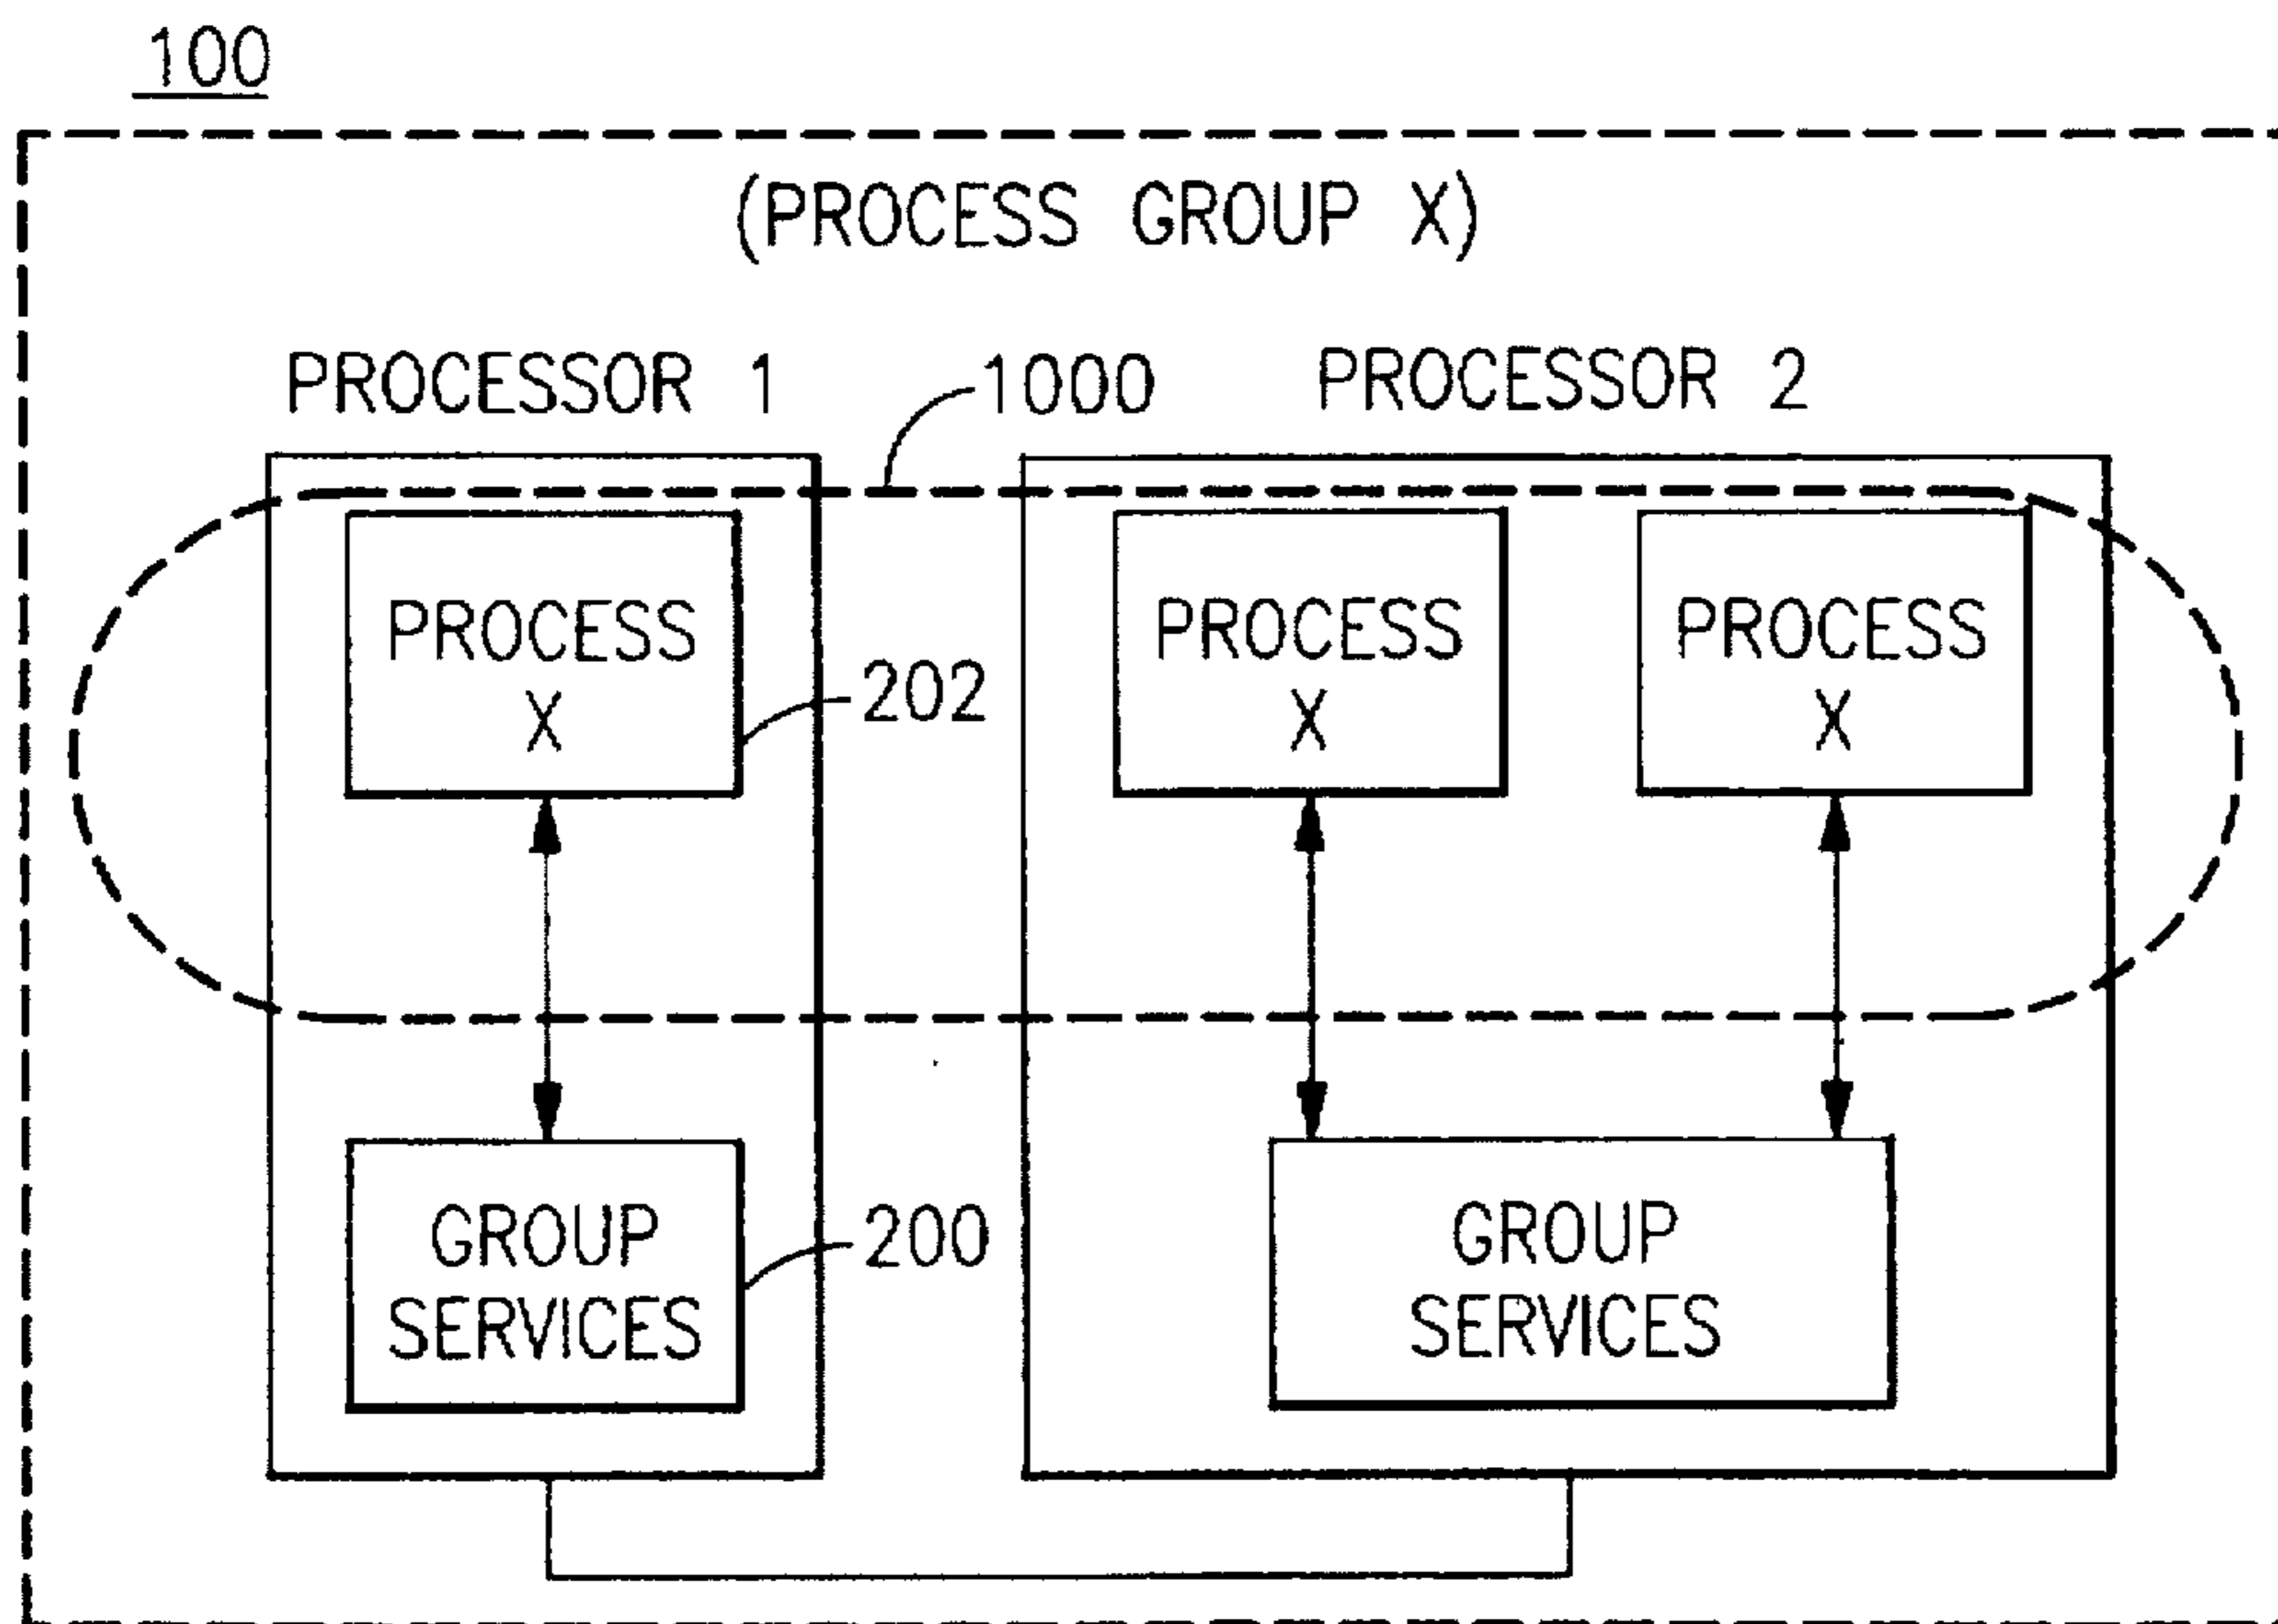 100
(PROCESS GROUP X)
PROCESSOR 1
1000
PROCESSOR 2
PROCESS
X
202
PROCESS
X
PROCESS
X
GROUP
SERVICES
200
GROUP
SERVICES